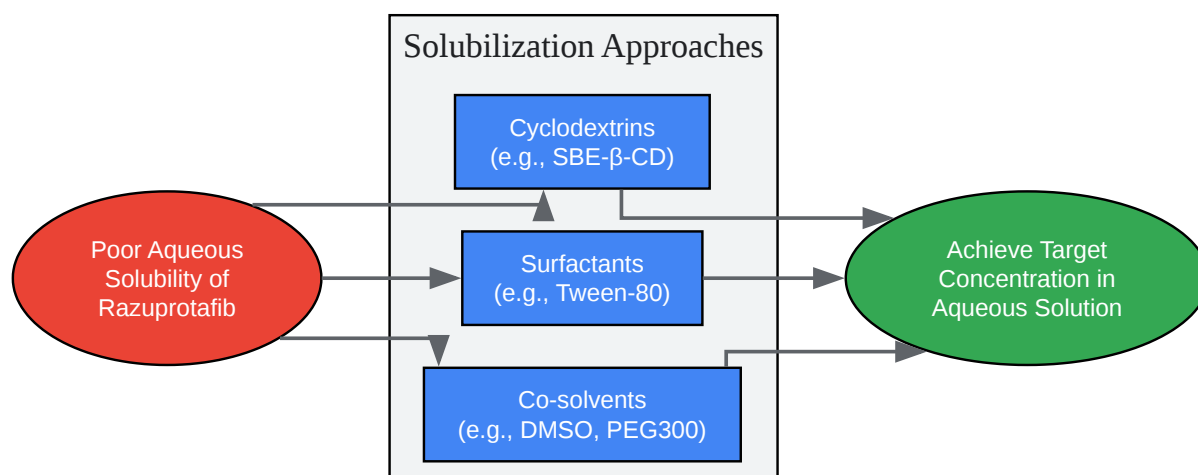 Solubilization Approaches
Cyclodextrins
(e.g., SBE-β-CD)
Poor Aqueous
Solubility of
Razuprotafib
Surfactants
(e.g., Tween-80)
Achieve Target
Concentration in
Aqueous Solution
Co-solvents
(e.g., DMSO, PEG300)